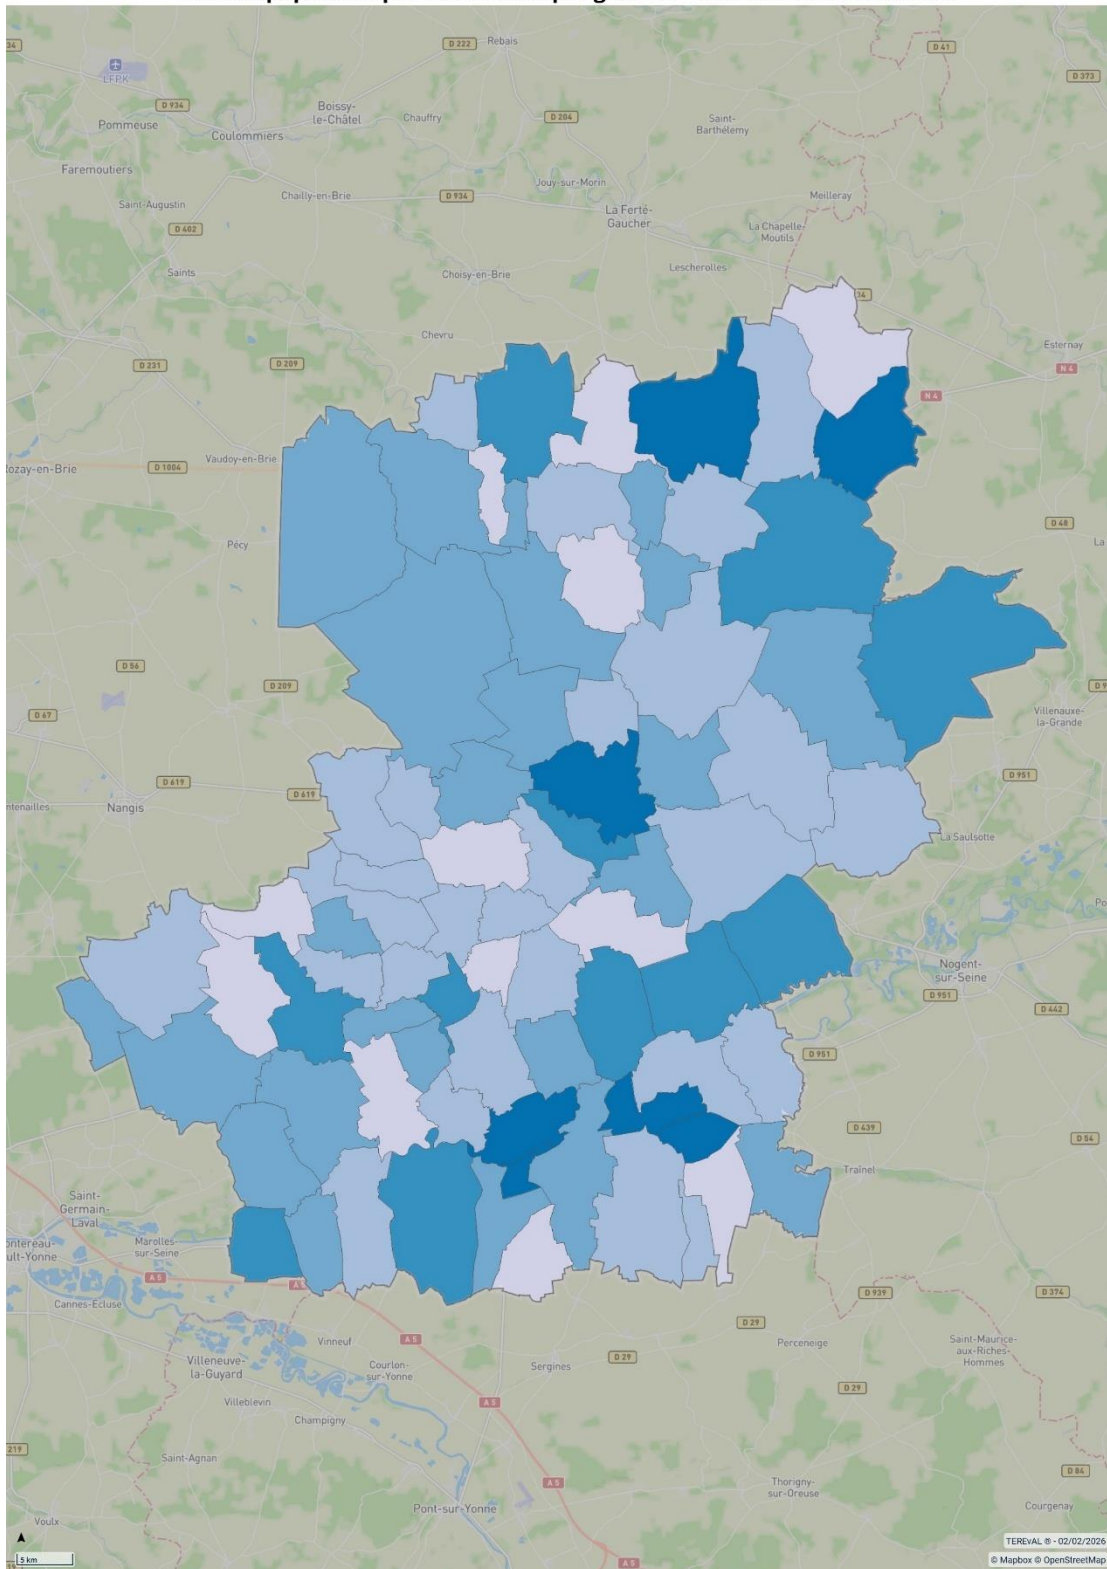 34
D 222
Rebais
D 41
LFPK
D 373
D 934
Boissy-
le-Châtel
Chauffry
D 204
Saint-
Barthélemy
Pommeuse
Coulommiers
Faremoutiers
Chailly-en-Brie
D 934
Jouy-sur-Morin
Meilleray
Saint-Augustin
La Ferté-
Gaucher
D 402
La Chapelle-
Moutils
Saints
Choisy-en-Brie
Lescherolles
Chevru
Esternay
D 231
D 209
N 4
N 4
Vaudoy-en-Brie
D 1004
D 48
Pécy
La
D 56
D 209
D 67
Villenauxe-
la-Grande
D 951
D 619
D 619
Nangis
La Saulsotte
Nogent-
sur-Seine
D 951
D 442
D 951
D 439
D 54
Traînel
Saint-
Germain-
Laval
Marolles-
sur-Seine
A 5
Cannes-Ecluse
D 939
D 374
D 29
A 5
Vinneuf
Perceneige
Saint-Maurice-
aux-Riches-
Hommes
Villeneuve-
la-Guyard
Courlon-
sur-Yonne
Sergines
D 29
D 29
Villeblevin
A 5
Champigny
219
Saint-Agnan
D 84
A 5
Thorigny-
sur-Oreuse
Pont-sur-Yonne
Courgenay
Voulx
TEREvAL ® - 02/02/2026
5 km
A 5
© Mapbox © OpenStreetMap